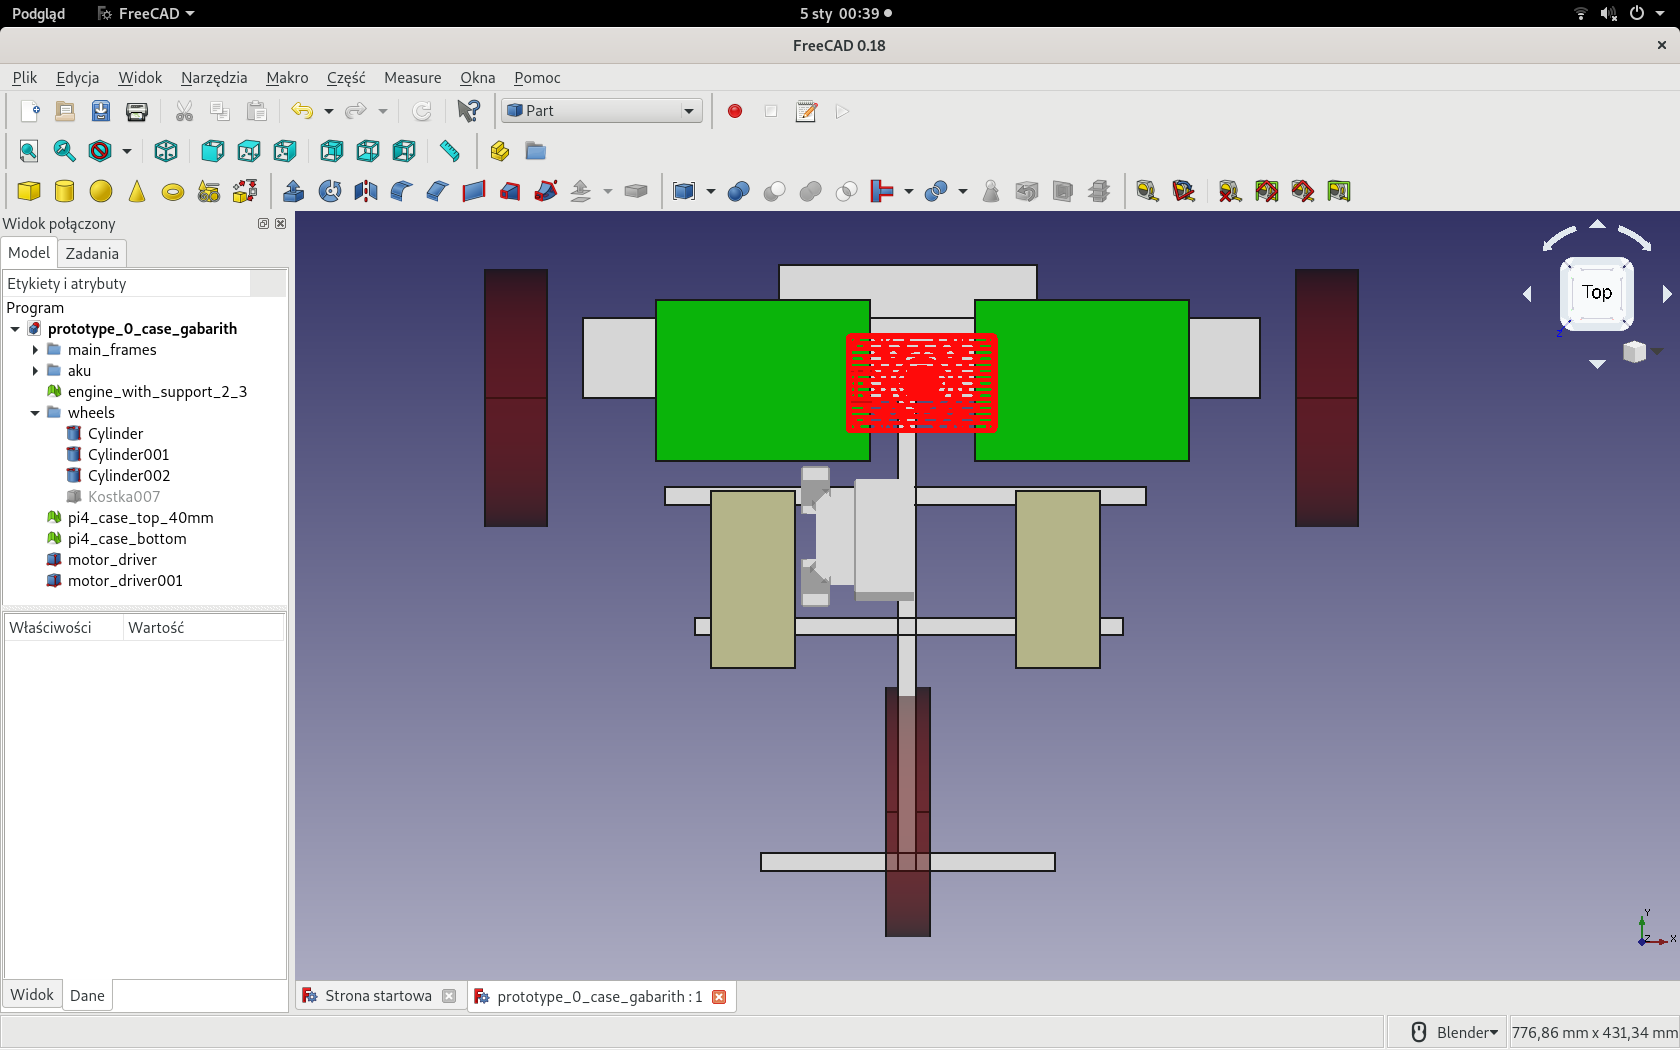 Podgląd
FreeCAD
5 sty 00:39
FreeCAD 0.18
Plik Edycja Widok Narzędzia Makro Część Measure Okna Pomoc
Part
Widok połączony
Model Zadania
Etykiety i atrybuty
Program
prototype_0_case_gabarith
main_frames
aku
engine_with_support_2_3
wheels
Cylinder
Cylinder001
Cylinder002
Kostka007
pi4_case_top_40mm
pi4_case_bottom
motor_driver
motor_driver001
Właściwości Wartość
Top
Z
Y
Z X
Widok Dane
Strona startowa
prototype_0_case_gabarith : 1
Blender
776,86 mm x 431,34 mm